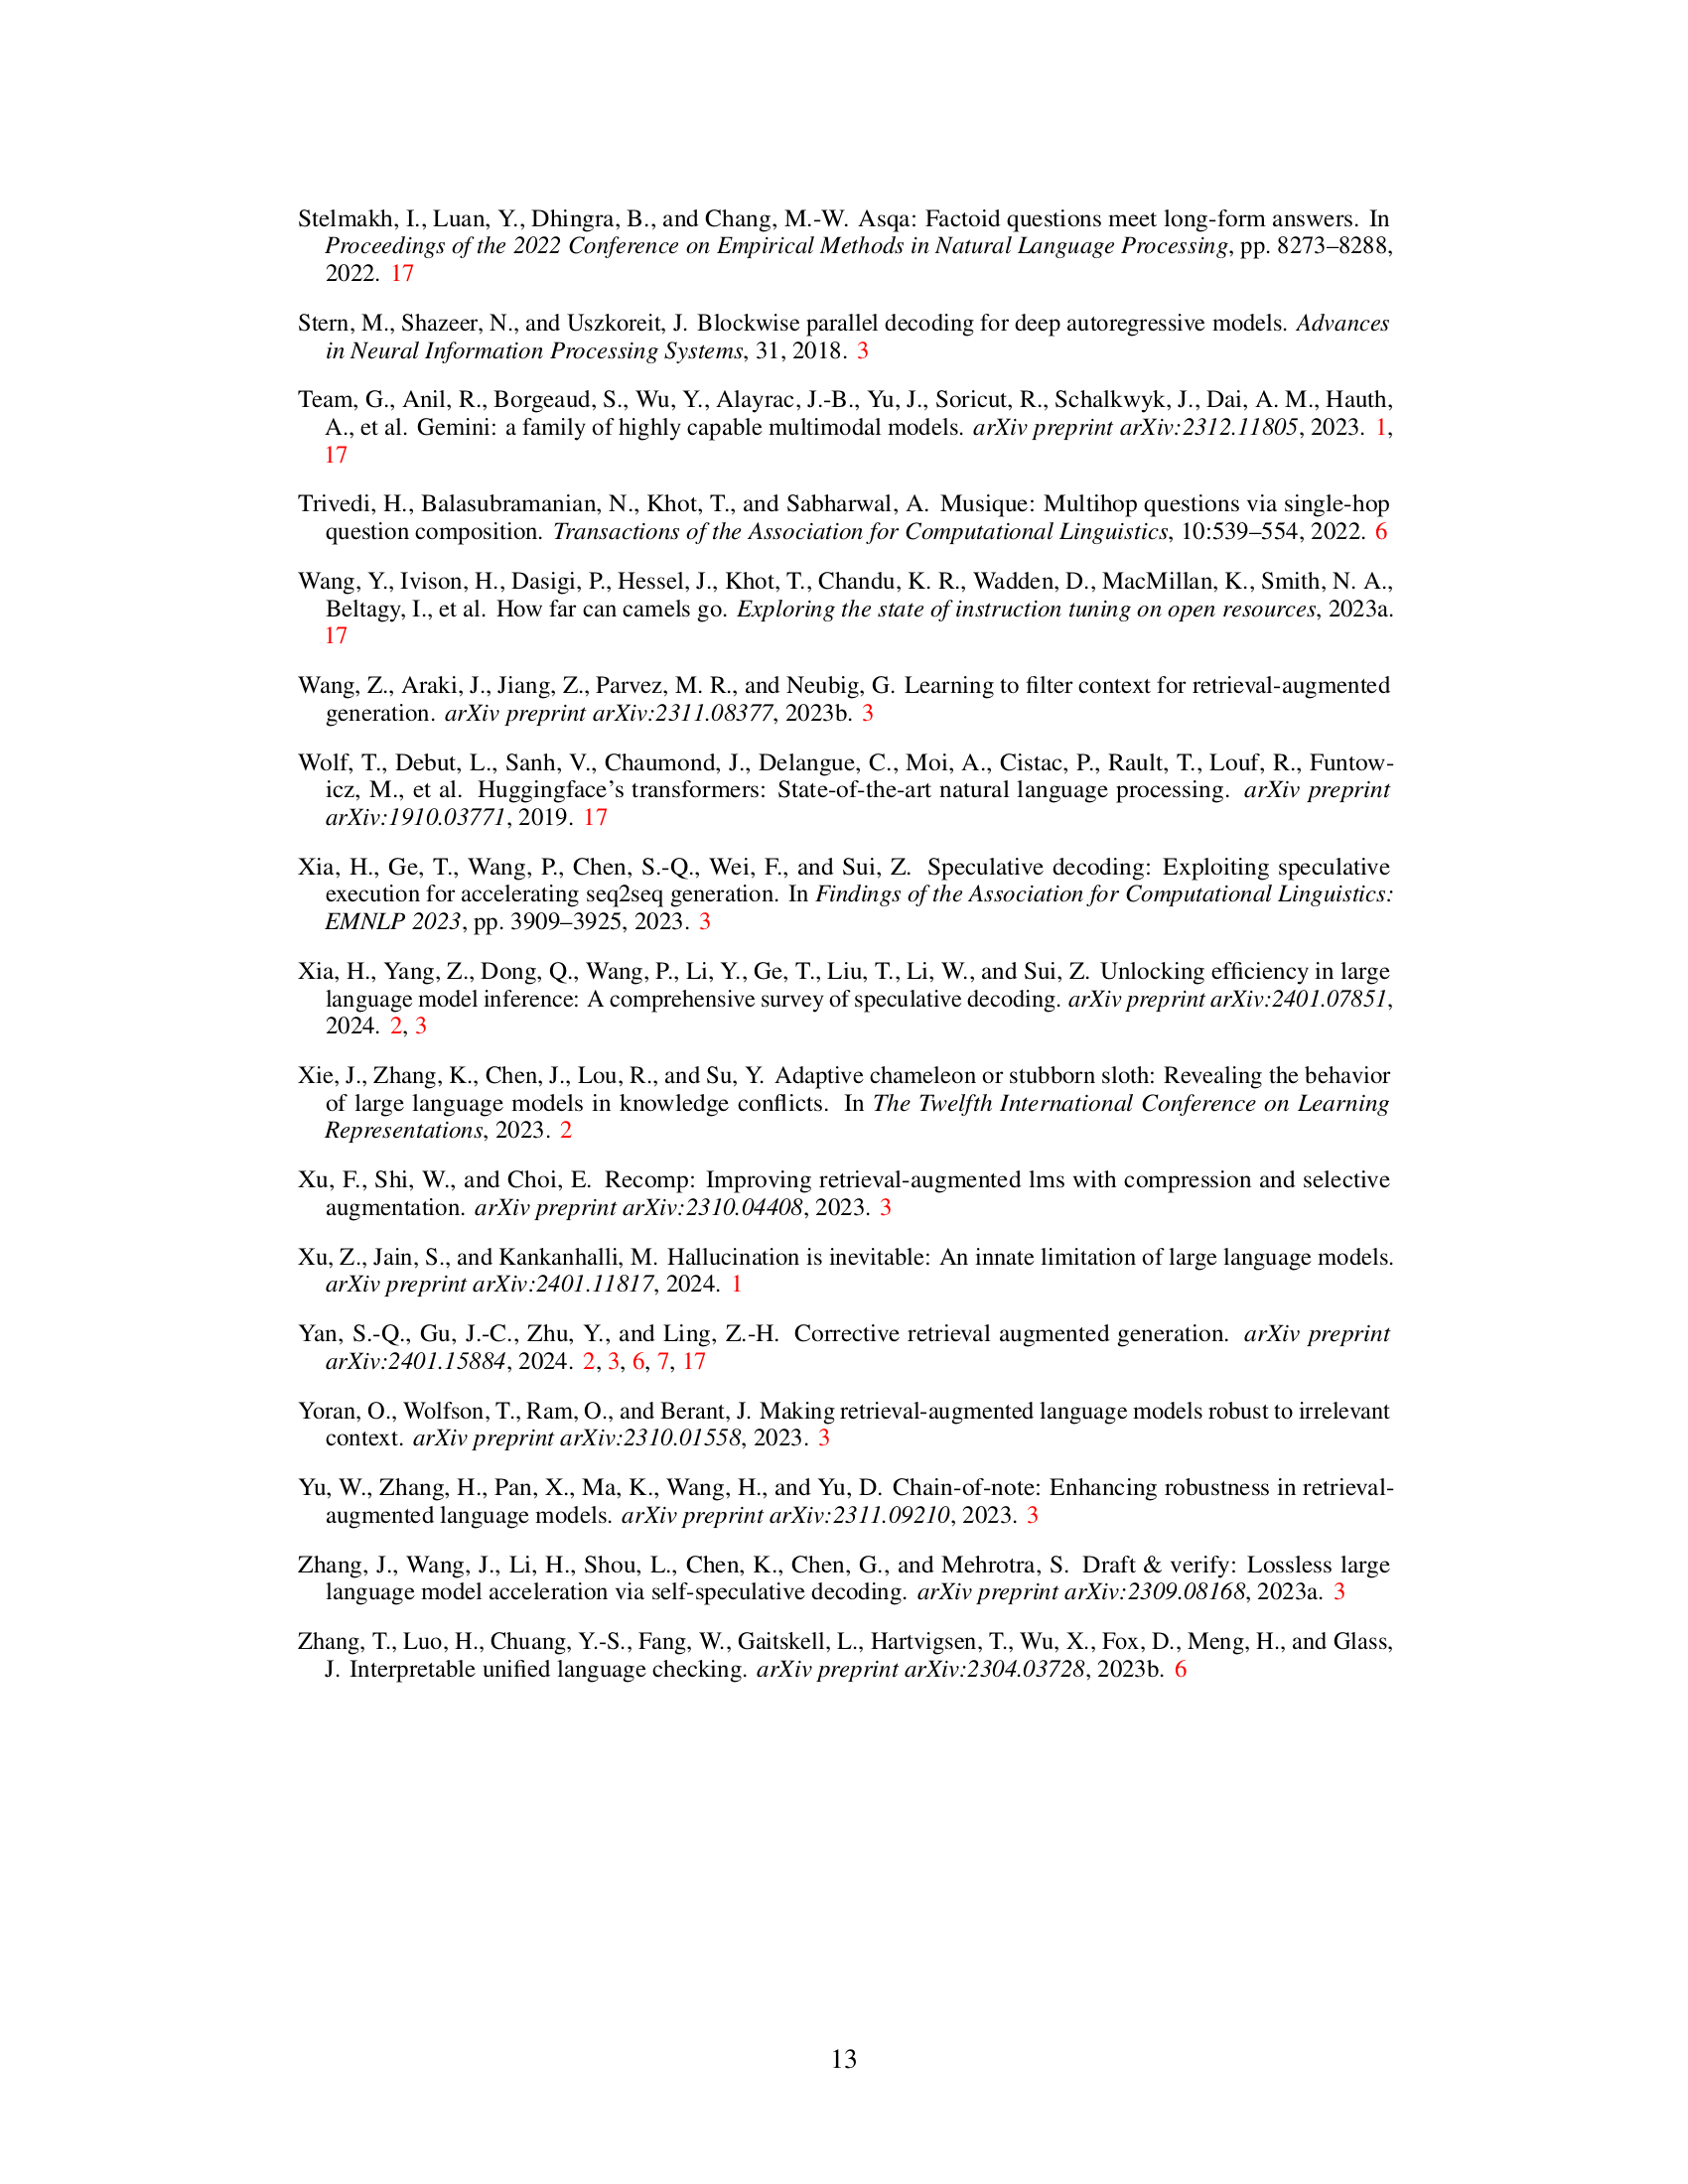 Stelmakh, I., Luan, Y., Dhingra, B., and Chang, M.-W. Asqa: Factoid questions meet long-form answers. In
Proceedings of the 2022 Conference on Empirical Methods in Natural Language Processing, pp. 8273–8288,
2022. 17
Stern, M., Shazeer, N., and Uszkoreit, J. Blockwise parallel decoding for deep autoregressive models. Advances
in Neural Information Processing Systems, 31, 2018. 3
Team, G., Anil, R., Borgeaud, S., Wu, Y., Alayrac, J.-B., Yu, J., Soricut, R., Schalkwyk, J., Dai, A. M., Hauth,
A., et al. Gemini: a family of highly capable multimodal models. arXiv preprint arXiv:2312.11805, 2023. 1,
17
Trivedi, H., Balasubramanian, N., Khot, T., and Sabharwal, A. Musique: Multihop questions via single-hop
question composition. Transactions of the Association for Computational Linguistics, 10:539–554, 2022. 6
Wang, Y., Ivison, H., Dasigi, P., Hessel, J., Khot, T., Chandu, K. R., Wadden, D., MacMillan, K., Smith, N. A.,
Beltagy, I., et al. How far can camels go. Exploring the state of instruction tuning on open resources, 2023a.
17
Wang, Z., Araki, J., Jiang, Z., Parvez, M. R., and Neubig, G. Learning to filter context for retrieval-augmented
generation. arXiv preprint arXiv:2311.08377, 2023b. 3
Wolf, T., Debut, L., Sanh, V., Chaumond, J., Delangue, C., Moi, A., Cistac, P., Rault, T., Louf, R., Funtow-
icz, M., et al. Huggingface's transformers: State-of-the-art natural language processing. arXiv preprint
arXiv:1910.03771, 2019. 17
Xia, H., Ge, T., Wang, P., Chen, S.-Q., Wei, F., and Sui, Z. Speculative decoding: Exploiting speculative
execution for accelerating seq2seq generation. In Findings of the Association for Computational Linguistics:
EMNLP 2023, pp. 3909–3925, 2023. 3
Xia, H., Yang, Z., Dong, Q., Wang, P., Li, Y., Ge, T., Liu, T., Li, W., and Sui, Z. Unlocking efficiency in large
language model inference: A comprehensive survey of speculative decoding. arXiv preprint arXiv:2401.07851,
2024. 2, 3
Xie, J., Zhang, K., Chen, J., Lou, R., and Su, Y. Adaptive chameleon or stubborn sloth: Revealing the behavior
of large language models in knowledge conflicts. In The Twelfth International Conference on Learning
Representations, 2023. 2
Xu, F., Shi, W., and Choi, E. Recomp: Improving retrieval-augmented lms with compression and selective
augmentation. arXiv preprint arXiv:2310.04408, 2023. 3
Xu, Z., Jain, S., and Kankanhalli, M. Hallucination is inevitable: An innate limitation of large language models.
arXiv preprint arXiv:2401.11817, 2024. 1
Yan, S.-Q., Gu, J.-C., Zhu, Y., and Ling, Z.-H. Corrective retrieval augmented generation. arXiv preprint
arXiv:2401.15884, 2024. 2, 3, 6, 7, 17
Yoran, O., Wolfson, T., Ram, O., and Berant, J. Making retrieval-augmented language models robust to irrelevant
context. arXiv preprint arXiv:2310.01558, 2023. 3
Yu, W., Zhang, H., Pan, X., Ma, K., Wang, H., and Yu, D. Chain-of-note: Enhancing robustness in retrieval-
augmented language models. arXiv preprint arXiv:2311.09210, 2023. 3
Zhang, J., Wang, J., Li, H., Shou, L., Chen, K., Chen, G., and Mehrotra, S. Draft & verify: Lossless large
language model acceleration via self-speculative decoding. arXiv preprint arXiv:2309.08168, 2023a. 3
Zhang, T., Luo, H., Chuang, Y.-S., Fang, W., Gaitskell, L., Hartvigsen, T., Wu, X., Fox, D., Meng, H., and Glass,
J. Interpretable unified language checking. arXiv preprint arXiv:2304.03728, 2023b. 6
13